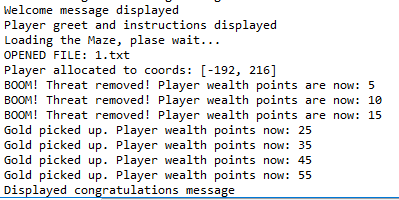 Welcome message displayed
Player greet and instructions displayed
Loading the Maze, plase wait...
OPENED FILE: 1.txt
Player allocated to coords: [-192, 216]
BOOM! Threat removed! Player wealth points are now: 5
BOOM! Threat removed! Player wealth points are now: 10
BOOM! Threat removed! Player wealth points are now: 15
Gold picked up. Player wealth points now: 25
Gold picked up. Player wealth points now: 35
Gold picked up. Player wealth points now: 45
Gold picked up. Player wealth points now: 55
Displayed congratulations message